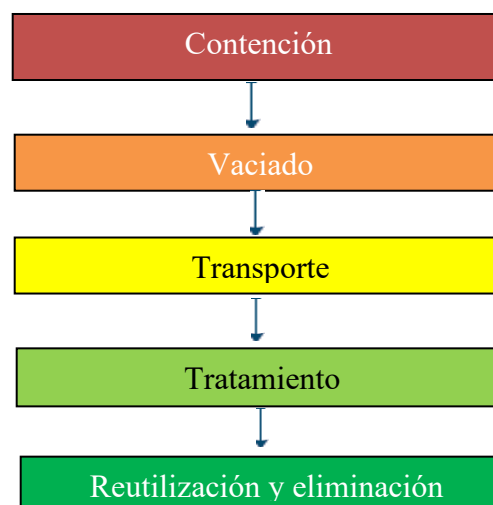 Contención
Vaciado
Transporte
Tratamiento
Reutilización y eliminación